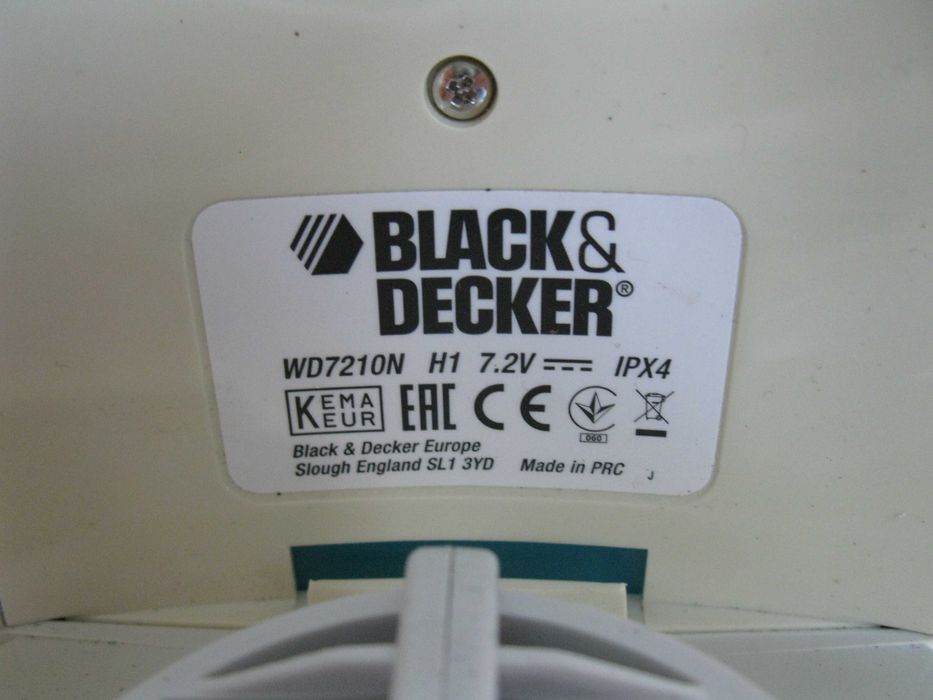 BLACK&
DECKER®
WD7210N H1 7.2V IPX4
KEMA EUR EAC CE
060
Black & Decker Europe
Slough England SL1 3YD Made in PRC J